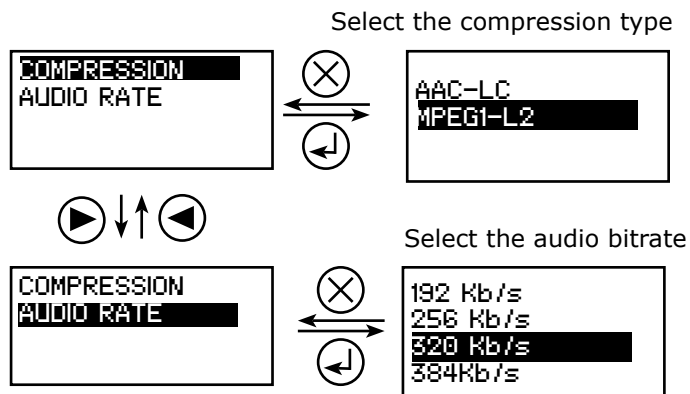 Select the compression type
COMPRESSION
AUDIO RATE
AAC-LC
MPEG1-L2
Select the audio bitrate
COMPRESSION
AUDIO RATE
192 Kb/s
256 Kb/s
320 Kb/s
384Kb/s